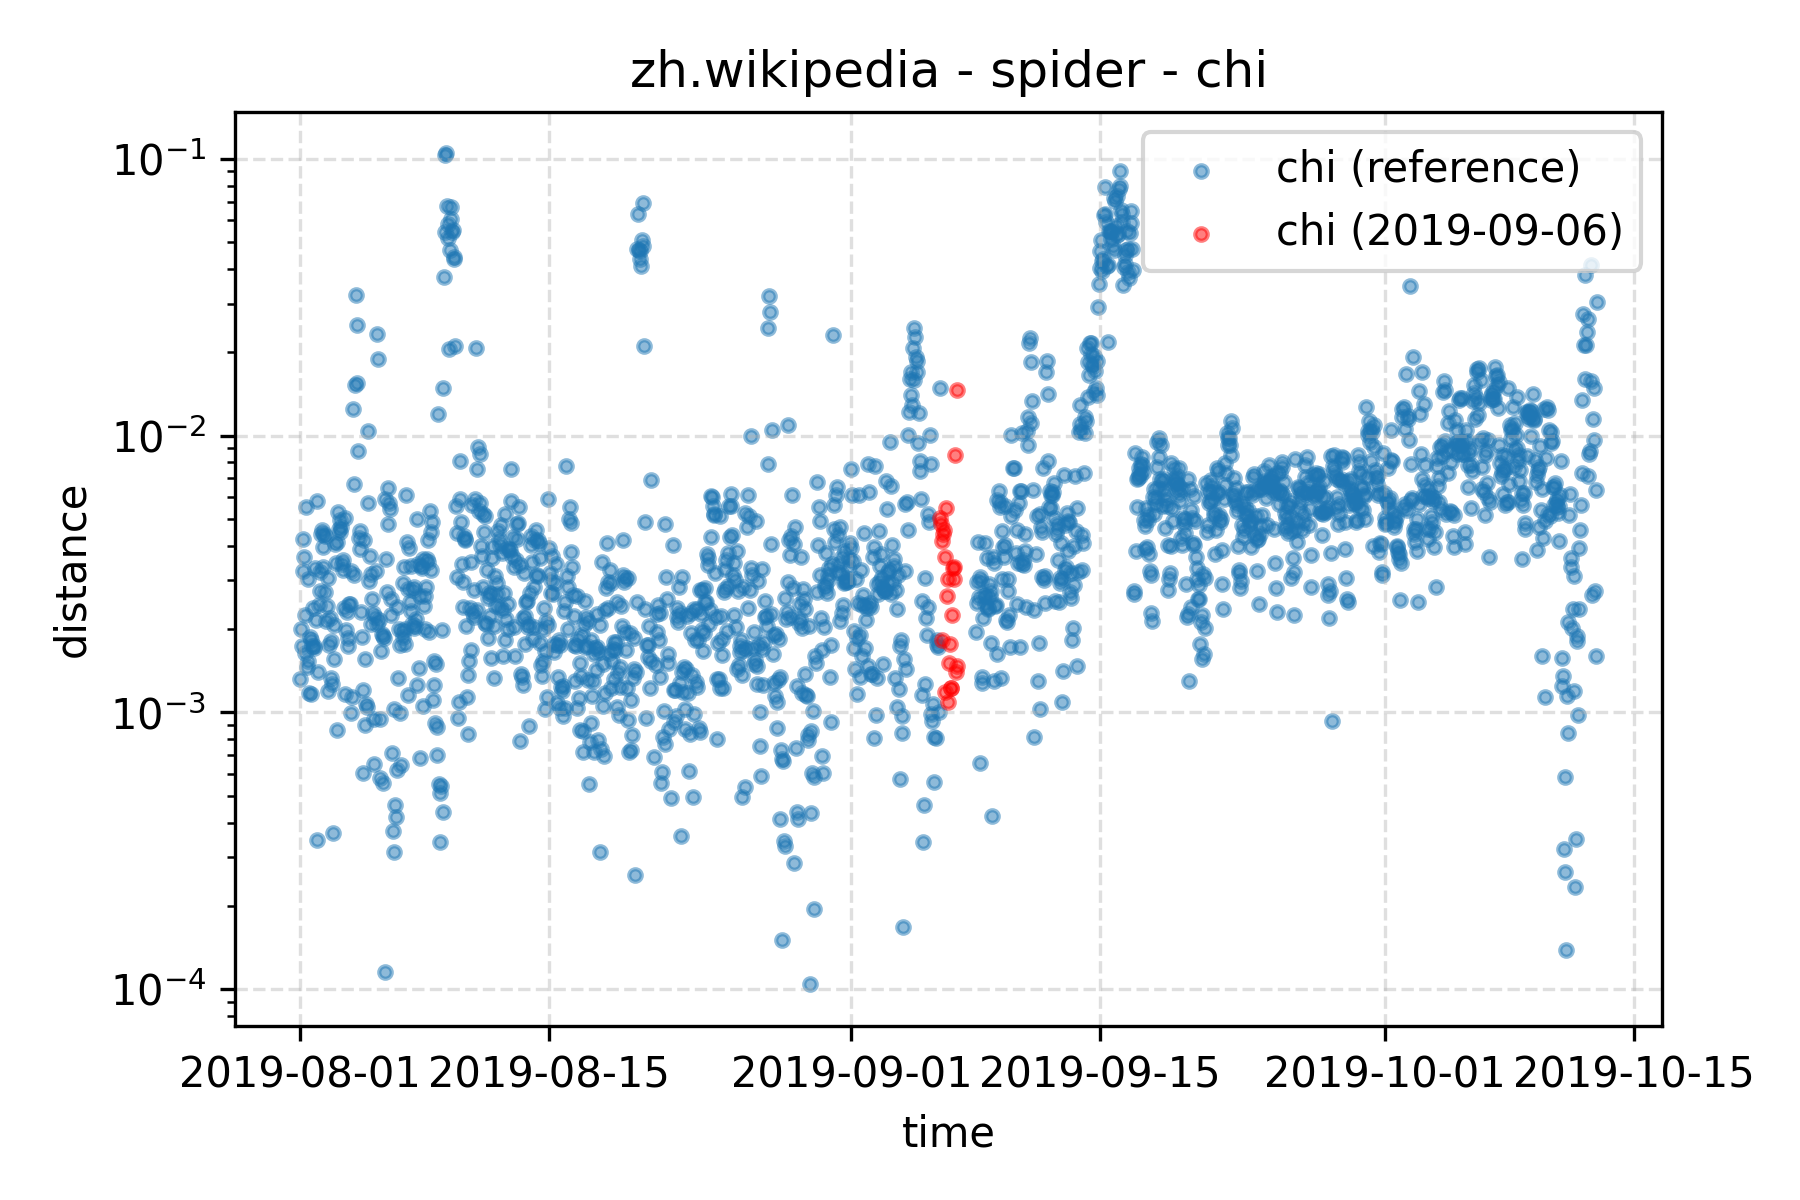 zh.wikipedia - spider - chi
chi (reference)
chi (2019-09-06)
10⁻¹
10⁻²
10⁻³
10⁻⁴
distance
2019-08-01 2019-08-15 2019-09-01 2019-09-15 2019-10-01 2019-10-15
time